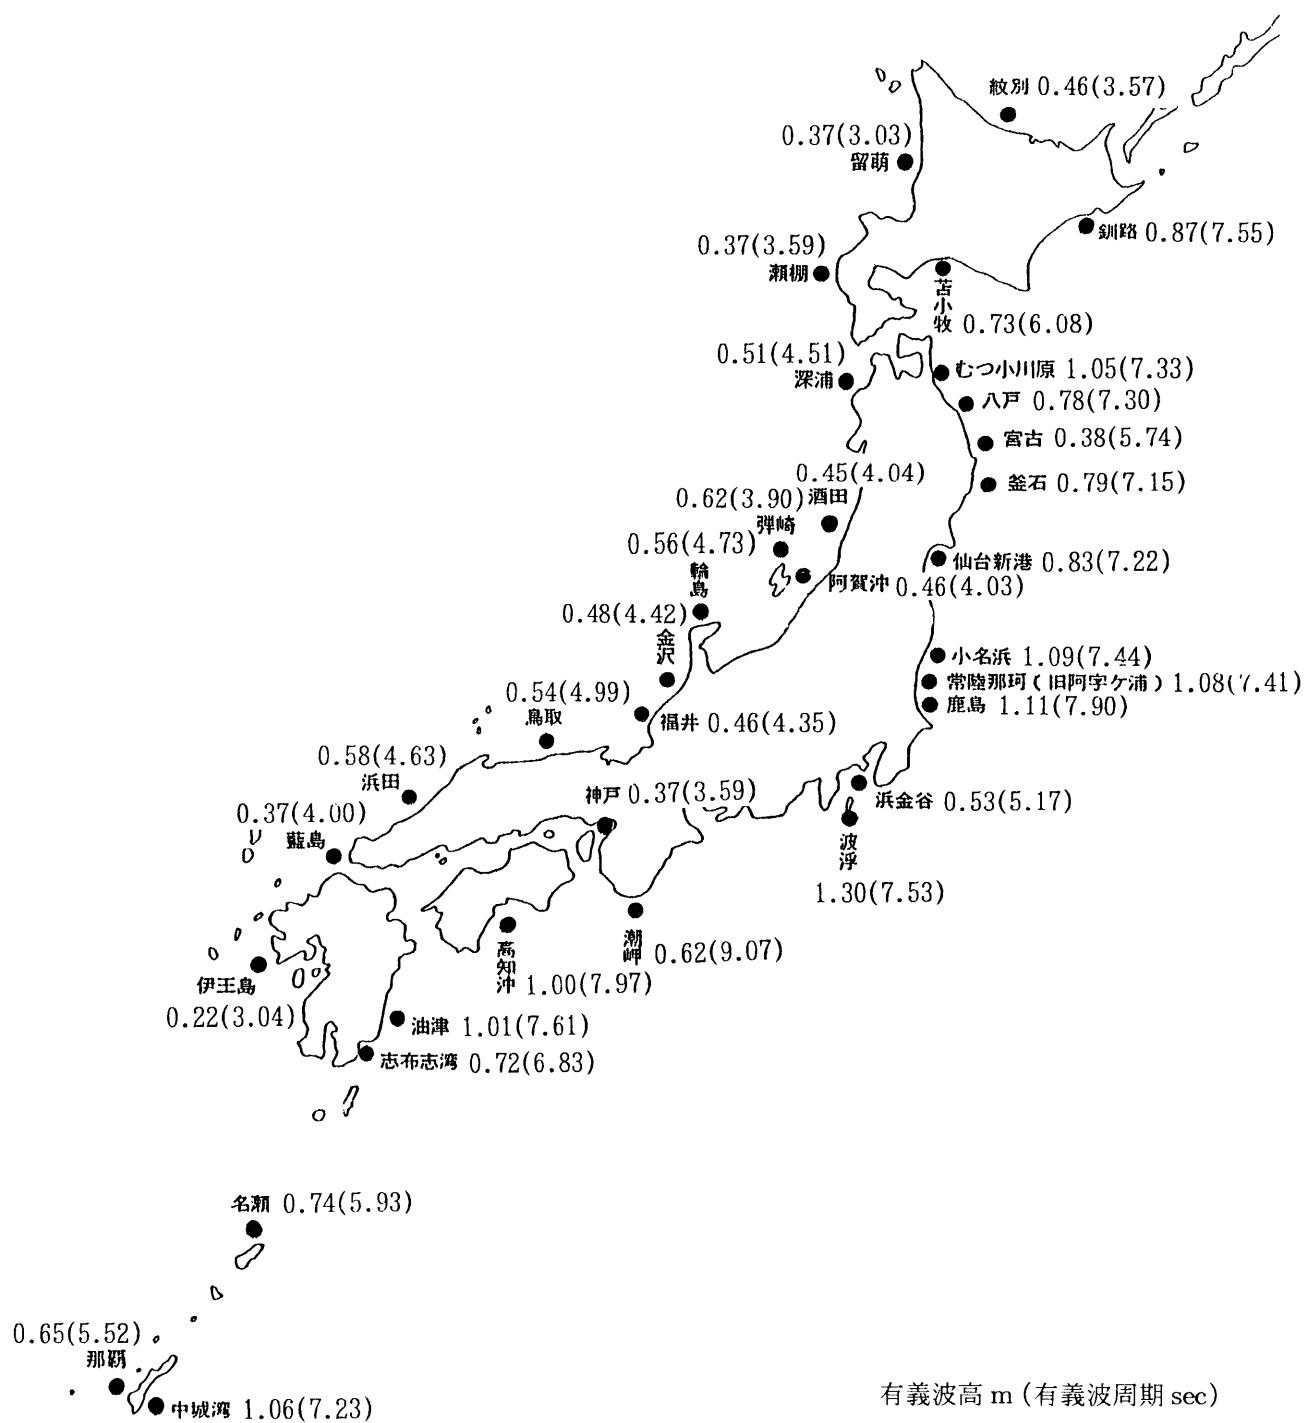 紋別 0.46(3.57)
0.37(3.03)
留萌
釧路 0.87(7.55)
0.37(3.59)
瀬棚
苫小牧 0.73(6.08)
0.51(4.51)
深浦
むつ小川原 1.05(7.33)
八戸 0.78(7.30)
宮古 0.38(5.74)
0.45(4.04)
酒田
釜石 0.79(7.15)
0.62(3.90)
弾崎
0.56(4.73)
輪島
仙台新港 0.83(7.22)
阿賀沖 0.46(4.03)
0.48(4.42)
金沢
小名浜 1.09(7.44)
常陸那珂(旧阿字ケ浦) 1.08(7.41)
鹿島 1.11(7.90)
0.54(4.99)
鳥取
福井 0.46(4.35)
0.58(4.63)
浜田
神戸 0.37(3.59)
浜金谷 0.53(5.17)
0.37(4.00)
藍島
波浮
1.30(7.53)
潮岬 0.62(9.07)
高知沖 1.00(7.97)
伊王島
0.22(3.04)
油津 1.01(7.61)
志布志湾 0.72(6.83)
名瀬 0.74(5.93)
0.65(5.52)
那覇
中城湾 1.06(7.23)
有義波高 m (有義波周期 sec)